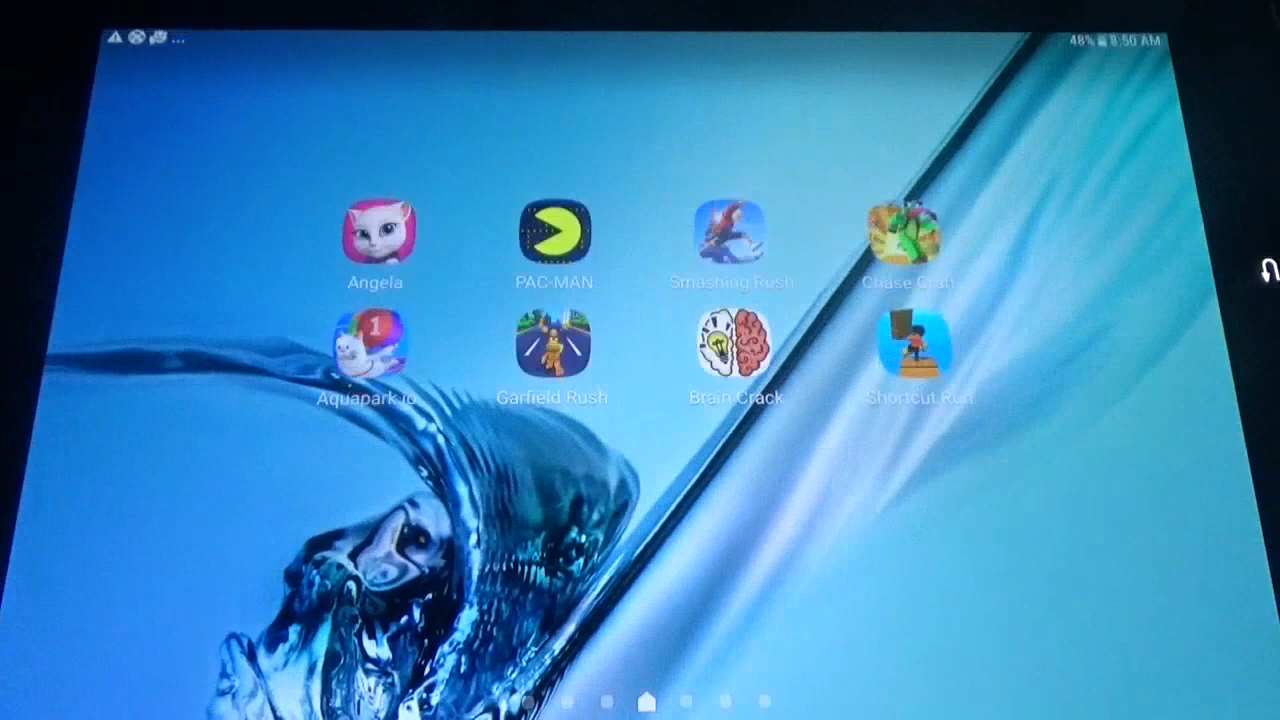 ... 48% 8:50 AM
Angela PAC-MAN Smashing Rush Chase Craft
1
Aquapark.io Garfield Rush Brain Crack Shortcut Run